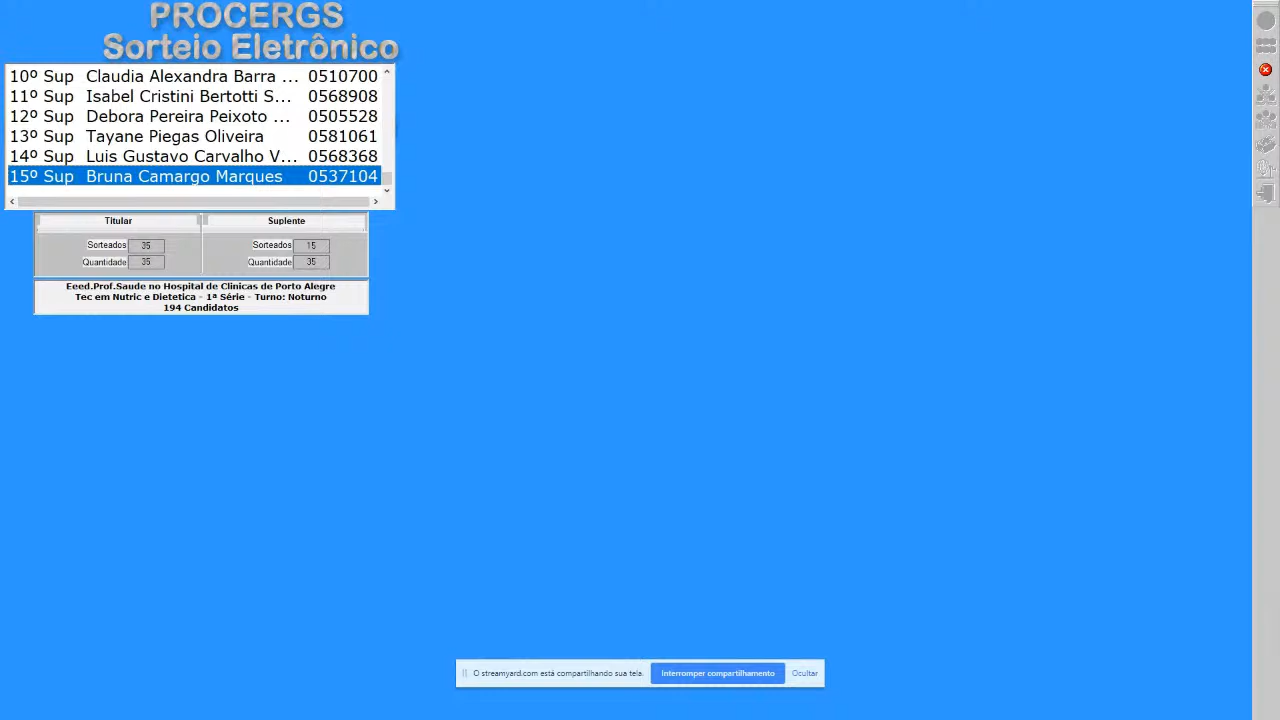 PROCERGS
Sorteio Eletrônico
10º Sup Claudia Alexandra Barra ... 0510700
11º Sup Isabel Cristini Bertotti S... 0568908
12º Sup Debora Pereira Peixoto ... 0505528
13º Sup Tayane Piegas Oliveira 0581061
14º Sup Luis Gustavo Carvalho V... 0568368
15º Sup Bruna Camargo Marques 0537104
Titular Suplente
Sorteados 35 Sorteados 15
Quantidade 35 Quantidade 35
Eeed.Prof.Saude no Hospital de Clinicas de Porto Alegre
Tec em Nutric e Dietetica - 1ª Série - Turno: Noturno
194 Candidatos
O streamyard.com está compartilhando sua tela. Interromper compartilhamento Ocultar